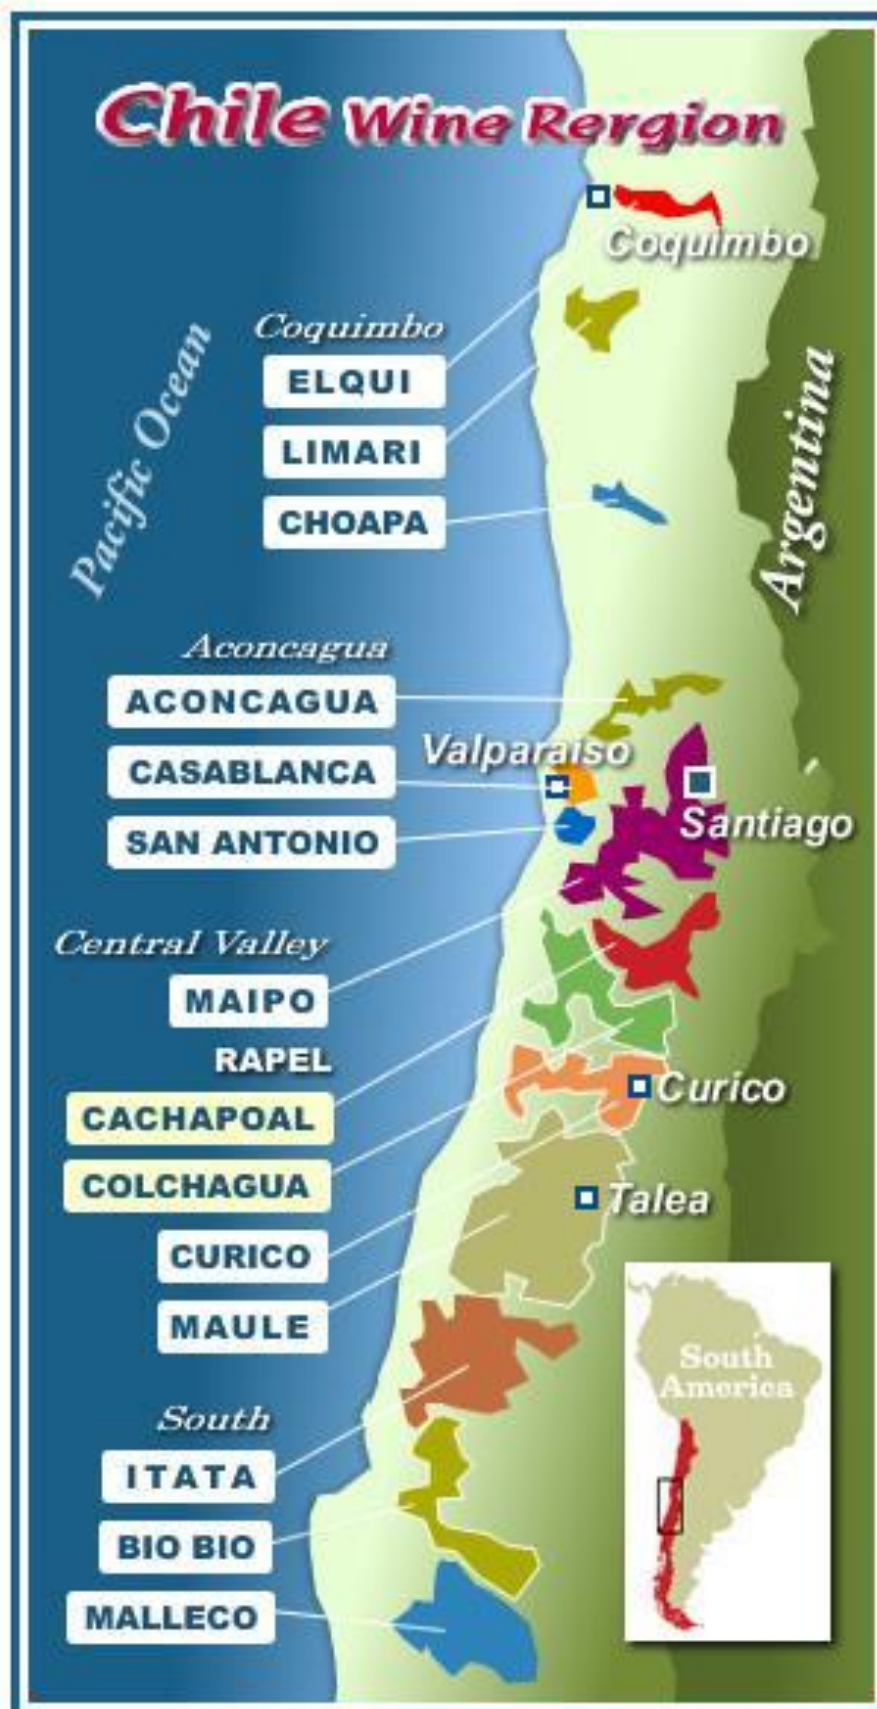 Chile Wine Rergion
Coquimbo
Pacific Ocean
Argentina
Coquimbo
ELQUI
LIMARI
CHOAPA
Aconcagua
ACONCAGUA
CASABLANCA
SAN ANTONIO
Valparaiso
Santiago
Central Valley
MAIPO
RAPEL
CACHAPOAL
COLCHAGUA
CURICO
MAULE
Curico
Talea
South
ITATA
BIO BIO
MALLECO
South
America